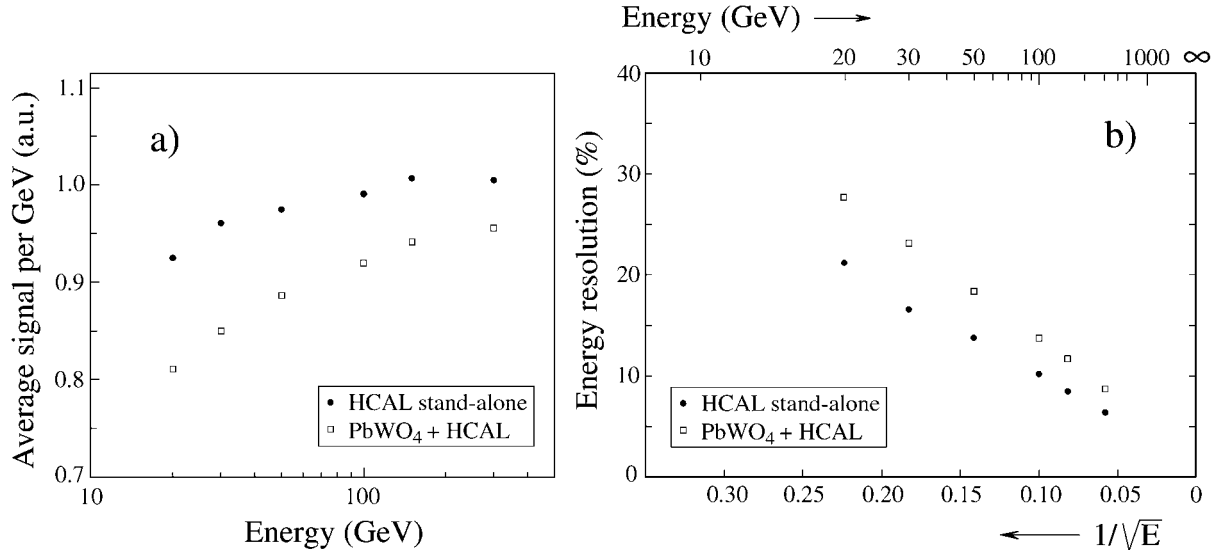 Average signal per GeV (a.u.)
1.1
1.0
0.9
0.8
0.7
a)
HCAL stand-alone
PbWO4 + HCAL
10
100
Energy (GeV)
Energy (GeV)
10
20
30
50
100
1000
∞
Energy resolution (%)
40
30
20
10
0
b)
HCAL stand-alone
PbWO4 + HCAL
0.30
0.25
0.20
0.15
0.10
0.05
0
1/√E